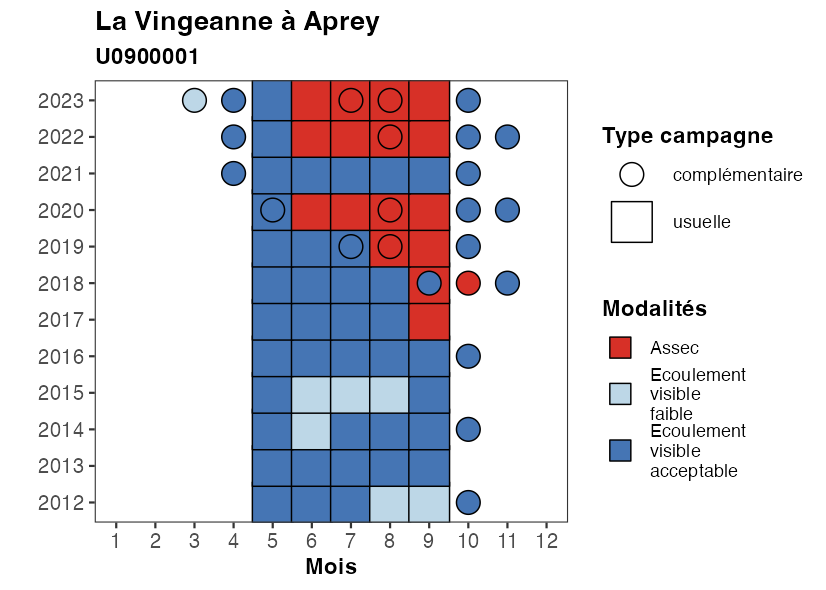 La Vingeanne à Aprey
U0900001
2023
2022
2021
2020
2019
2018
2017
2016
2015
2014
2013
2012
1 2 3 4 5 6 7 8 9 10 11 12
Mois
Type campagne
complémentaire
usuelle
Modalités
Assec
Ecoulement
visible
faible
Ecoulement
visible
acceptable